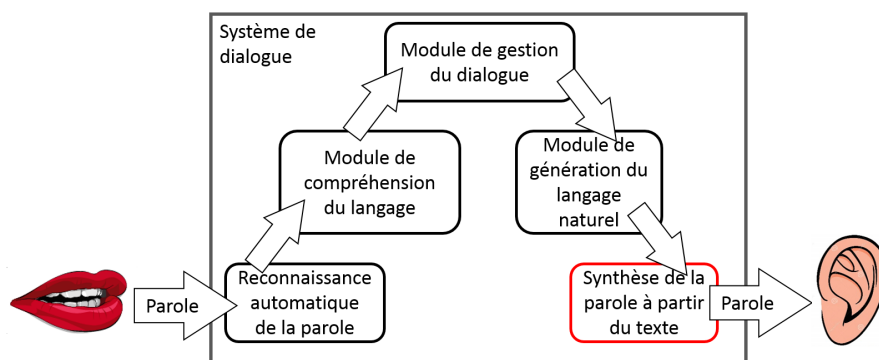 Système de
dialogue
Module de gestion
du dialogue
Module de
compréhension
du langage
Module de
génération du
langage
naturel
Parole
Reconnaissance
automatique
de la parole
Synthèse de la
parole à partir
du texte
Parole